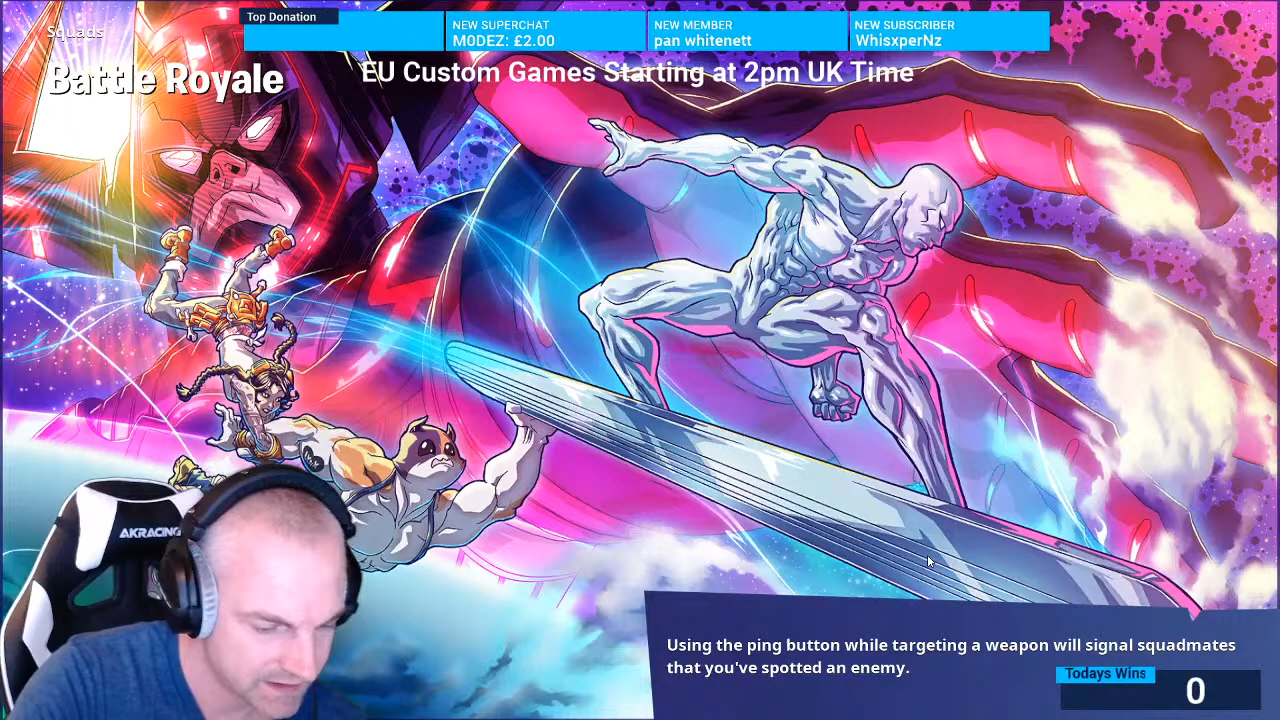 Top Donation
NEW SUPERCHAT
M0DEZ: £2.00
NEW MEMBER
pan whitenett
NEW SUBSCRIBER
WhisxperNz
Squads
Battle Royale
EU Custom Games Starting at 2pm UK Time
AKRACING
Using the ping button while targeting a weapon will signal squadmates
that you've spotted an enemy.
Todays Wins
0